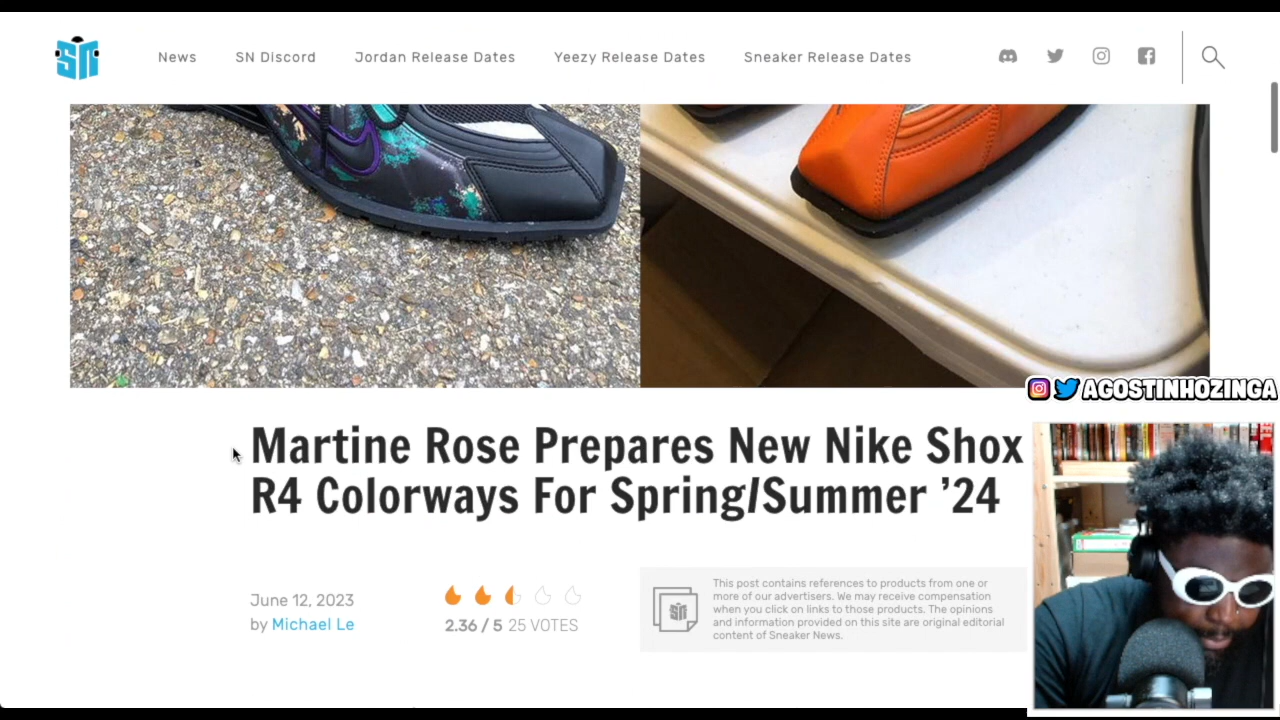 SN
News
SN Discord
Jordan Release Dates
Yeezy Release Dates
Sneaker Release Dates
AGOSTINHOZINGA
Martine Rose Prepares New Nike Shox
R4 Colorways For Spring/Summer ’24
June 12, 2023
by Michael Le
2.36 / 5 25 VOTES
SN
This post contains references to products from one or
more of our advertisers. We may receive compensation
when you click on links to those products. The opinions
and information provided on this site are original editorial
content of Sneaker News.